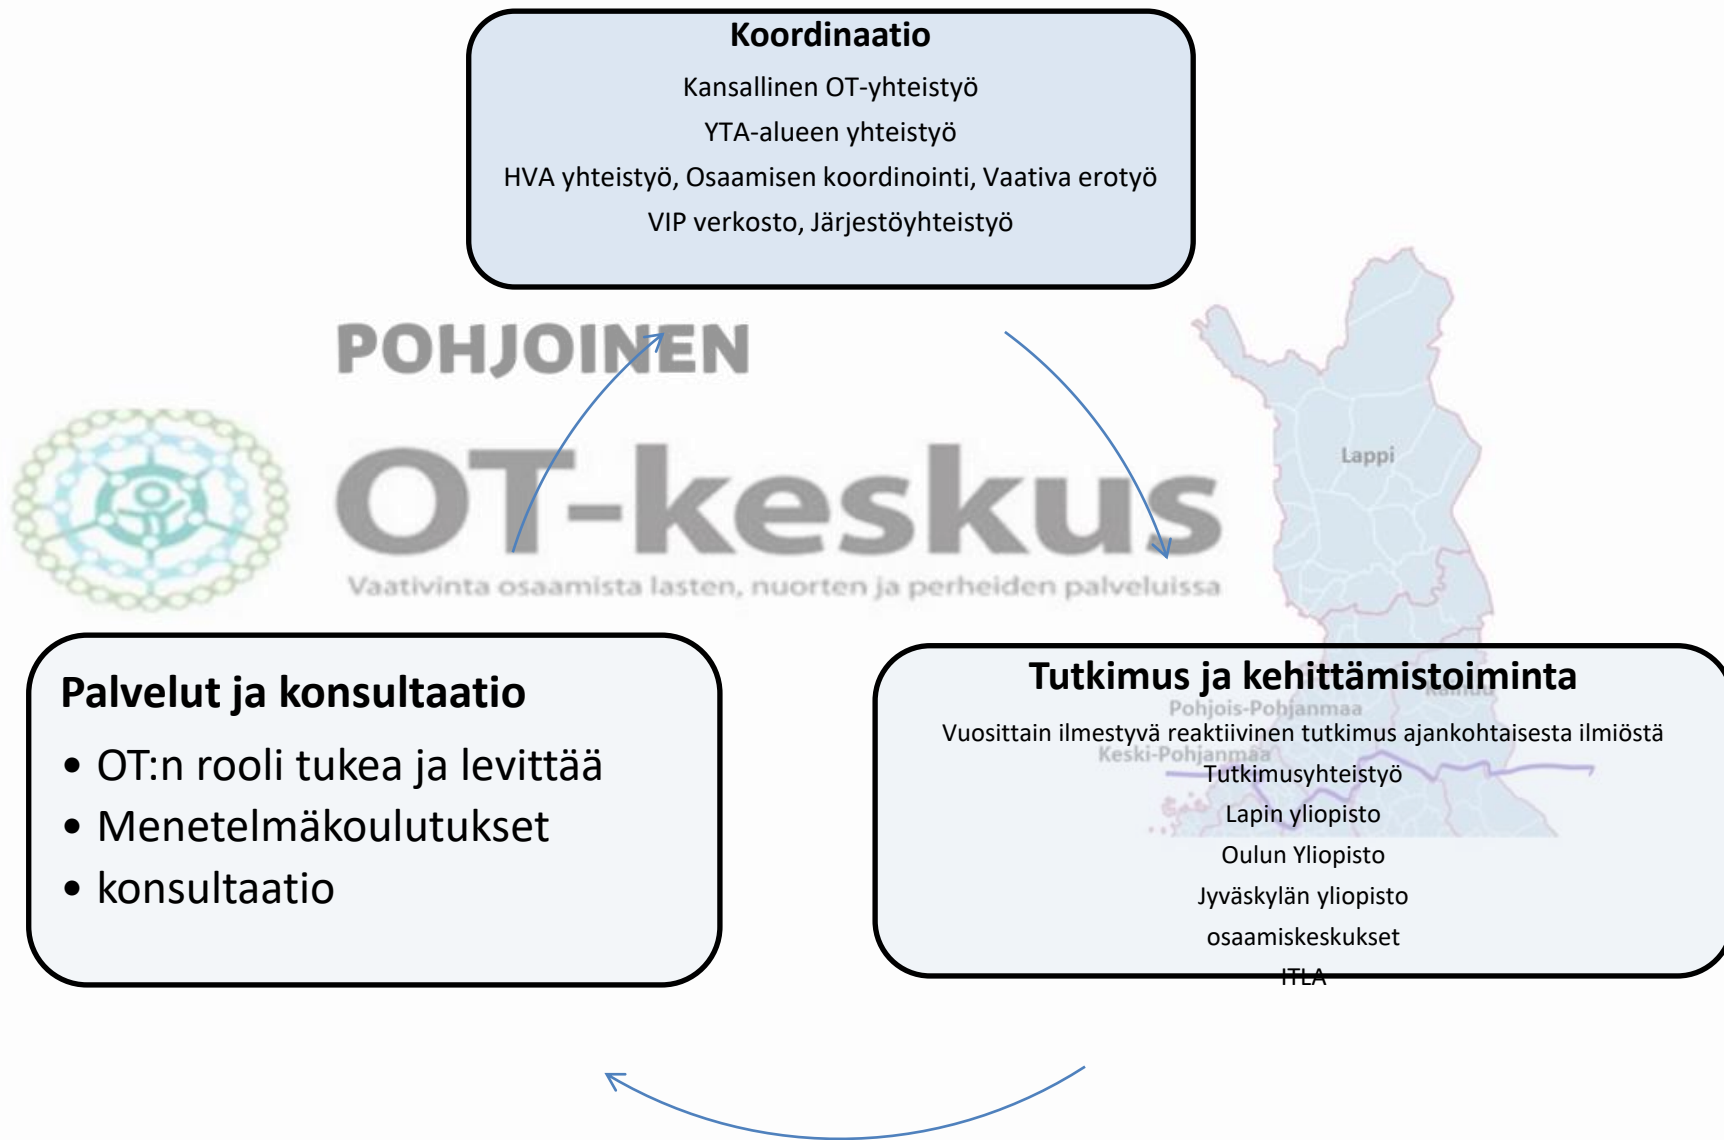 Koordinaatio
Kansallinen OT-yhteistyö
YTA-alueen yhteistyö
HVA yhteistyö, Osaamisen koordinointi, Vaativa erotyö
VIP verkosto, Järjestöyhteistyö
POHJOINEN
OT-keskus
Vaativinta osaamista lasten, nuorten ja perheiden palveluissa
Lappi
Palvelut ja konsultaatio
• OT:n rooli tukea ja levittää
• Menetelmäkoulutukset
• konsultaatio
Tutkimus ja kehittämistoiminta
Kainuu
Pohjois-Pohjanmaa
Vuosittain ilmestyvä reaktiivinen tutkimus ajankohtaisesta ilmiöstä
Keski-Pohjanmaa
Tutkimusyhteistyö
Lapin yliopisto
Oulun Yliopisto
Jyväskylän yliopisto
osaamiskeskukset
ITLA